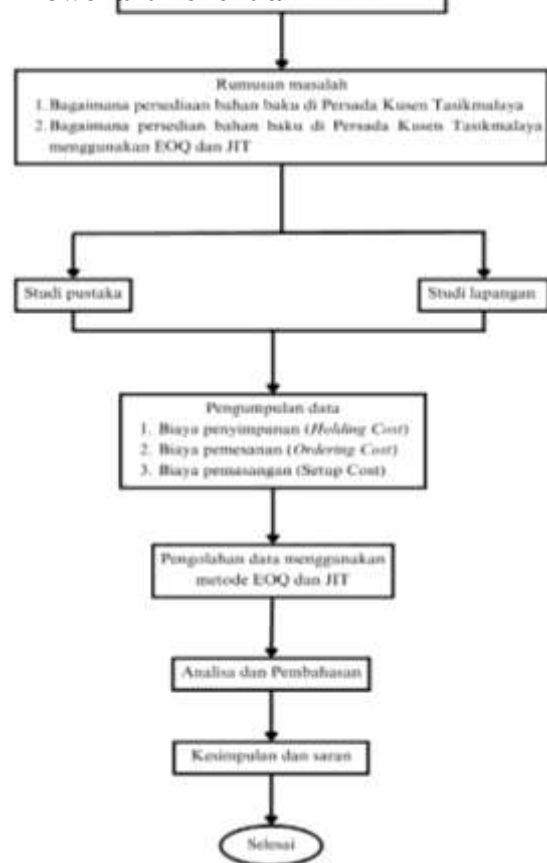 Rumusan masalah
1. Bagaimana persediaan bahan baku di Persada Kusen Tasikmalaya
2. Bagaimana persedian bahan baku di Persada Kusen Tasikmalaya
menggunakan EOQ dan JIT
Studi pustaka
Studi lapangan
Pengumpulan data
1. Biaya penyimpanan (Holding Cost)
2. Biaya pemesanan (Ordering Cost)
3. Biaya pemasangan (Setup Cost)
Pengolahan data menggunakan
metode EOQ dan JIT
Analisa dan Pembahasan
Kesimpulan dan saran
Selesai